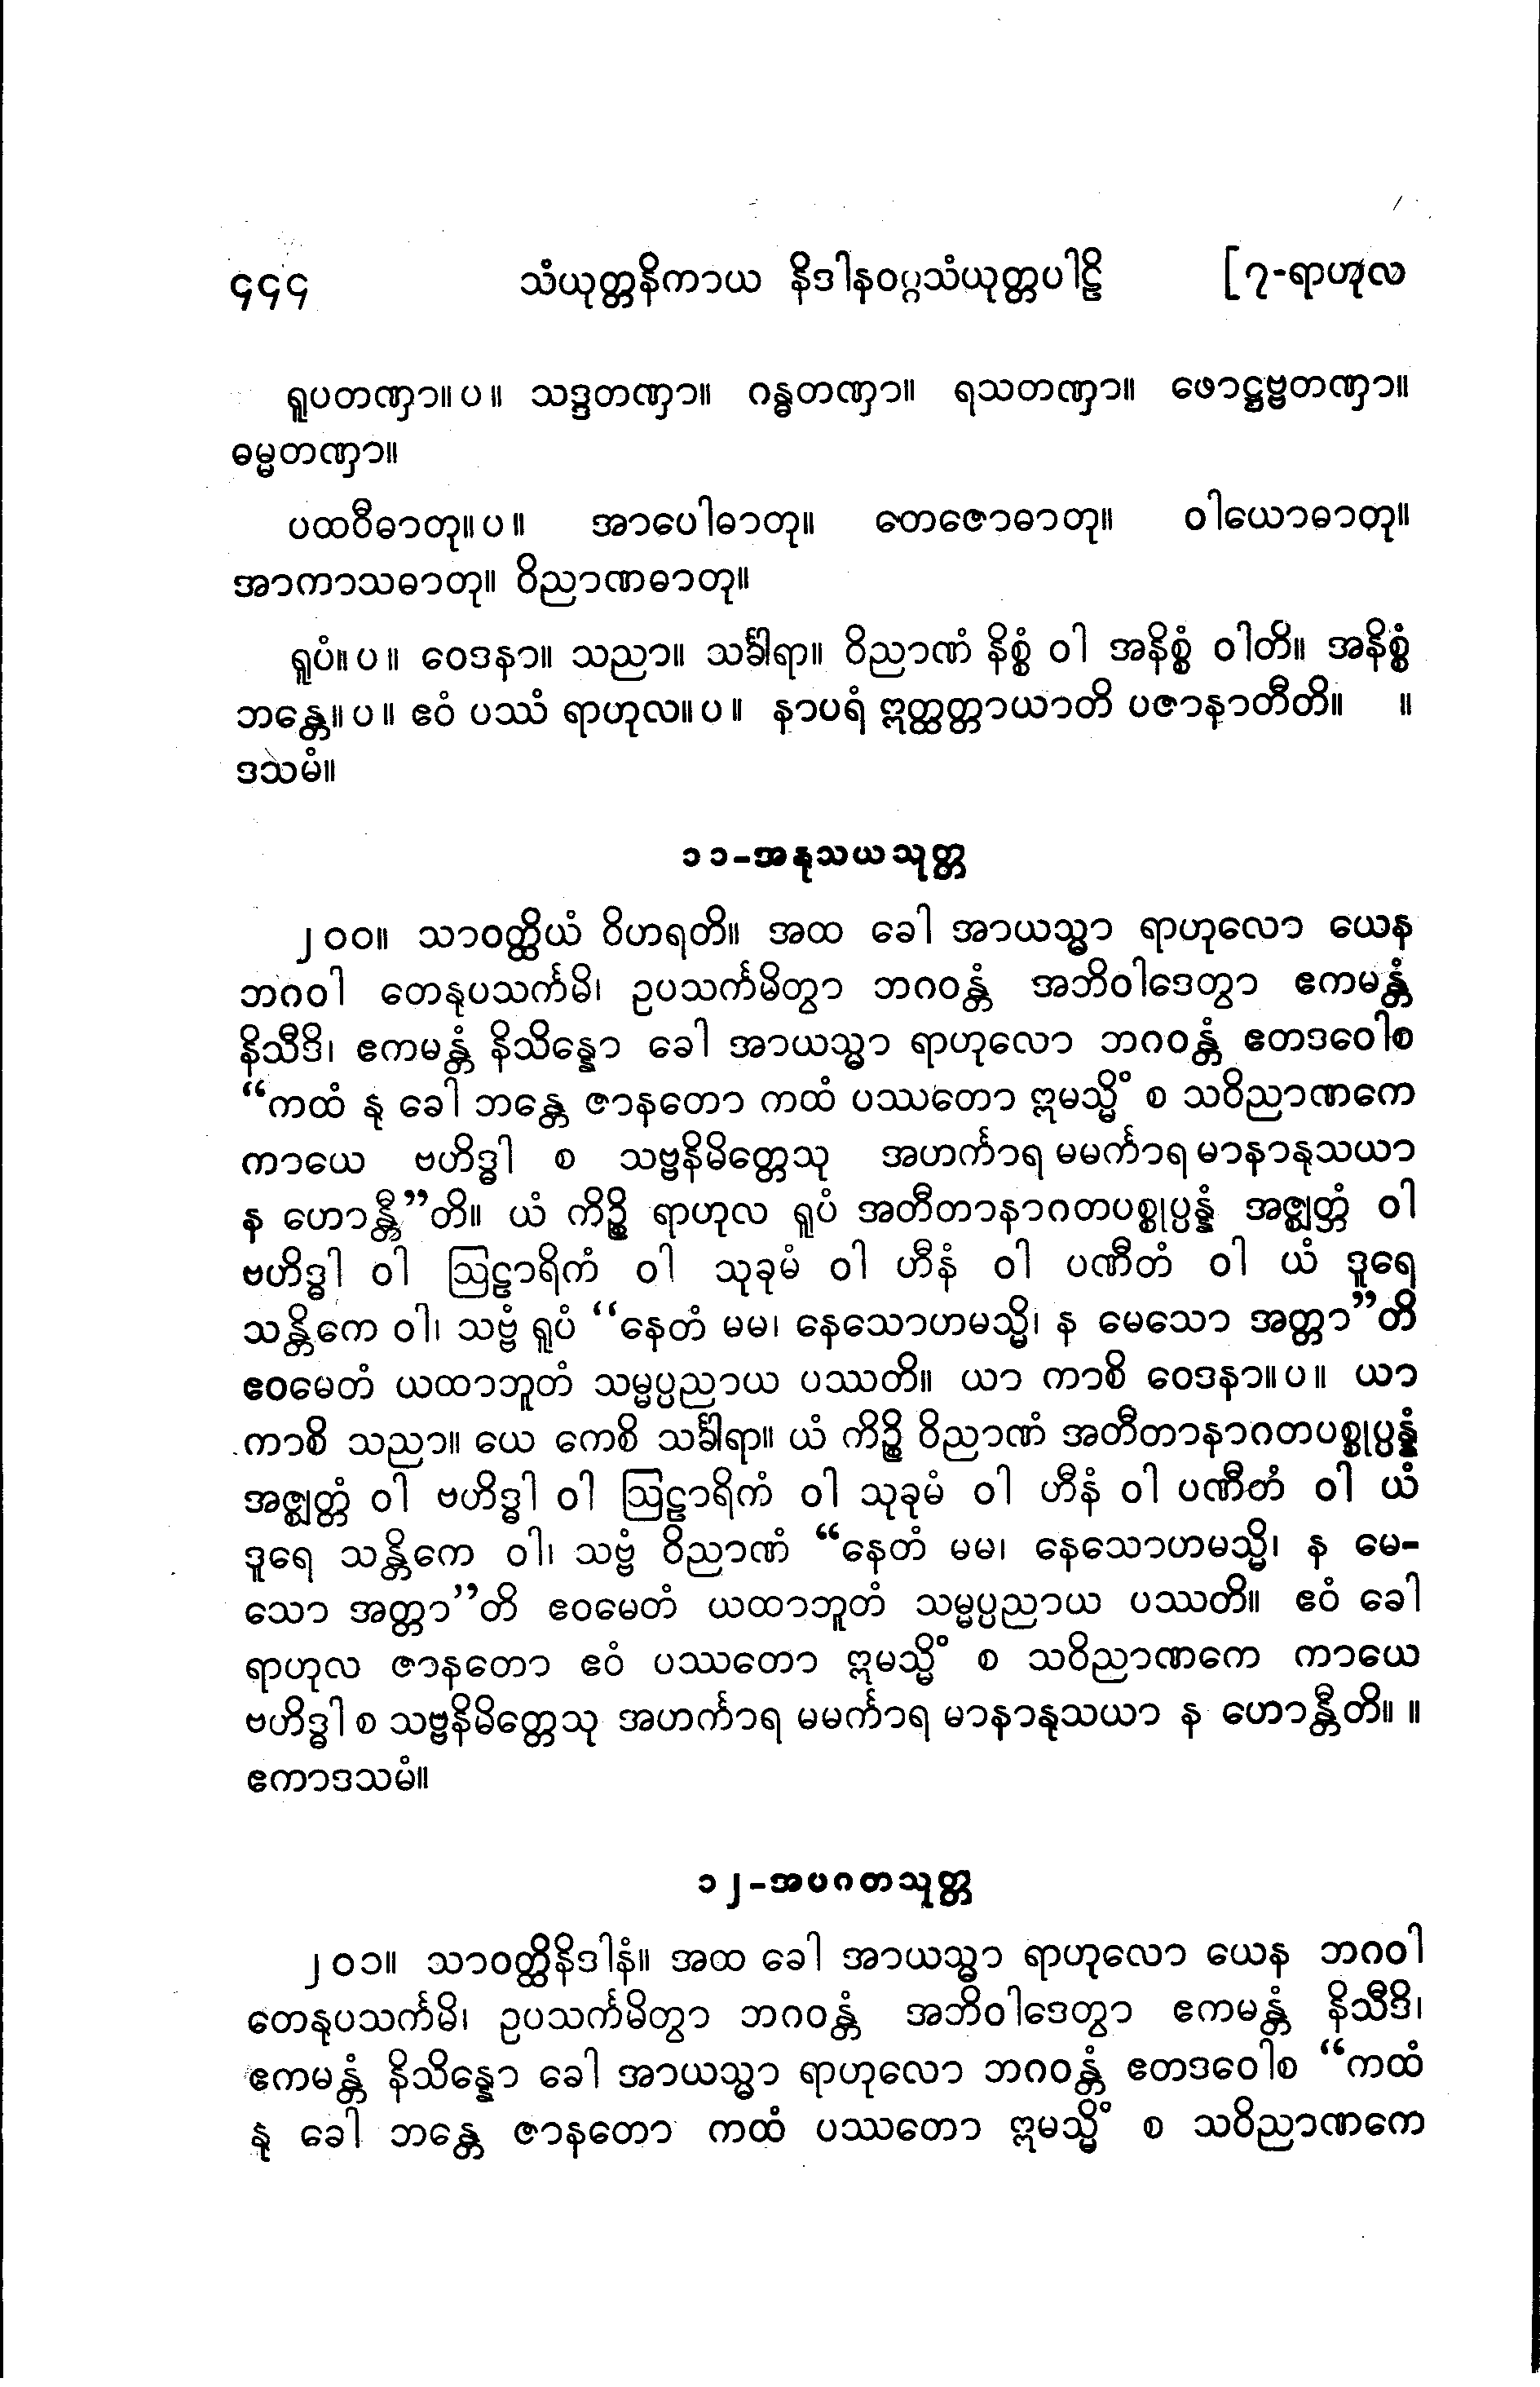 ၄၄၄ သံယုတ္တနိကာယ နိဒါနဝဂ္ဂသံယုတ္တပါဠိ [၇-ရာဟုလ
ရူပတဏှာ။ပ။ သဒ္ဒတဏှာ။ ဂန္ဓတဏှာ။ ရသတဏှာ။ ဖောဋ္ဌဗ္ဗတဏှာ။
ဓမ္မတဏှာ။
ပထဝီဓာတု။ပ။ အာပေါဓာတု။ တေဇောဓာတု။ ဝါယောဓာတု။
အာကာသဓာတု။ ဝိညာဏဓာတု။
ရူပံ။ပ။ ဝေဒနာ။ သညာ။ သင်္ခါရာ။ ဝိညာဏံ နိစ္စံ ဝါ အနိစ္စံ ဝါတိ။ အနိစ္စံ
ဘန္တေ။ပ။ ဧဝံ ပဿံ ရာဟုလ။ပ။ နာပရံ ဣတ္ထတ္တာယာတိ ပဇာနာတီတိ။ ။
ဒသမံ။
၁၁-အနုသယသုတ္တ
၂၀၀။ သာဝတ္ထိယံ ဝိဟရတိ။ အထ ခေါ အာယသ္မာ ရာဟုလော ယေန
ဘဂဝါ တေနုပသင်္ကမိ၊ ဥပသင်္ကမိတွာ ဘဂဝန္တံ အဘိဝါဒေတွာ ဧကမန္တံ
နိသီဒိ၊ ဧကမန္တံ နိသိန္နော ခေါ အာယသ္မာ ရာဟုလော ဘဂဝန္တံ ဧတဒဝေါစ
“ကထံ နု ခေါ ဘန္တေ ဇာနတော ကထံ ပဿတော ဣမသ္မိံ စ သဝိညာဏကေ
ကာယေ ဗဟိဒ္ဓါ စ သဗ္ဗနိမိတ္တေသု အဟင်္ကာရ မမင်္ကာရ မာနာနုသယာ
န ဟောန္တီ”တိ။ ယံ ကိဉ္စိ ရာဟုလ ရူပံ အတီတာနာဂတပစ္စုပ္ပန္နံ အဇ္ဈတ္တံ ဝါ
ဗဟိဒ္ဓါ ဝါ ဩဠာရိကံ ဝါ သုခုမံ ဝါ ဟီနံ ဝါ ပဏီတံ ဝါ ယံ ဒူရေ
သန္တိကေ ဝါ၊ သဗ္ဗံ ရူပံ “နေတံ မမ၊ နေသောဟမသ္မိ၊ န မေသော အတ္တာ”တိ
ဧဝမေတံ ယထာဘူတံ သမ္မပ္ပညာယ ပဿတိ။ ယာ ကာစိ ဝေဒနာ။ပ။ ယာ
ကာစိ သညာ။ ယေ ကေစိ သင်္ခါရာ။ ယံ ကိဉ္စိ ဝိညာဏံ အတီတာနာဂတပစ္စုပ္ပန္နံ
အဇ္ဈတ္တံ ဝါ ဗဟိဒ္ဓါ ဝါ ဩဠာရိကံ ဝါ သုခုမံ ဝါ ဟီနံ ဝါ ပဏီတံ ဝါ ယံ
ဒူရေ သန္တိကေ ဝါ၊ သဗ္ဗံ ဝိညာဏံ “နေတံ မမ၊ နေသောဟမသ္မိ၊ န မေ-
သော အတ္တာ”တိ ဧဝမေတံ ယထာဘူတံ သမ္မပ္ပညာယ ပဿတိ။ ဧဝံ ခေါ
ရာဟုလ ဇာနတော ဧဝံ ပဿတော ဣမသ္မိံ စ သဝိညာဏကေ ကာယေ
ဗဟိဒ္ဓါ စ သဗ္ဗနိမိတ္တေသု အဟင်္ကာရ မမင်္ကာရ မာနာနုသယာ န ဟောန္တီတိ။ ။
ဧကာဒသမံ။
၁၂-အပဂတသုတ္တ
၂၀၁။ သာဝတ္ထိနိဒါနံ။ အထ ခေါ အာယသ္မာ ရာဟုလော ယေန ဘဂဝါ
တေနုပသင်္ကမိ၊ ဥပသင်္ကမိတွာ ဘဂဝန္တံ အဘိဝါဒေတွာ ဧကမန္တံ နိသီဒိ၊
ဧကမန္တံ နိသိန္နော ခေါ အာယသ္မာ ရာဟုလော ဘဂဝန္တံ ဧတဒဝေါစ “ကထံ
နု ခေါ ဘန္တေ ဇာနတော ကထံ ပဿတော ဣမသ္မိံ စ သဝိညာဏကေ